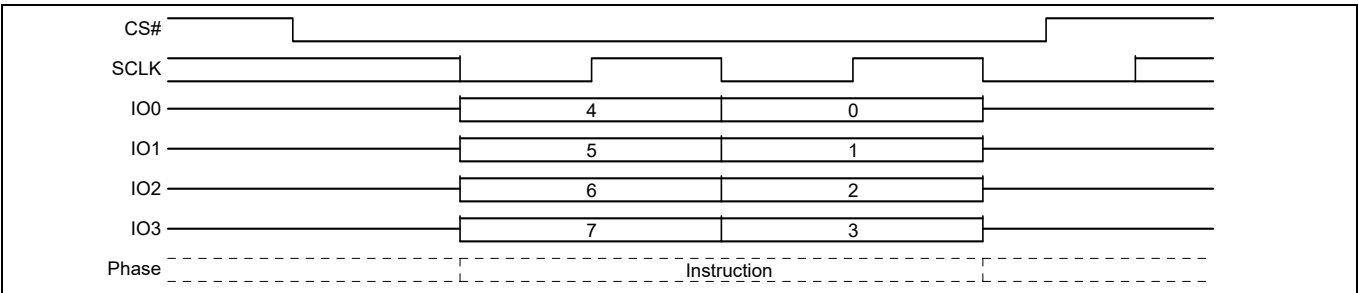 CS#
SCLK
IO0 4 0
IO1 5 1
IO2 6 2
IO3 7 3
Phase Instruction